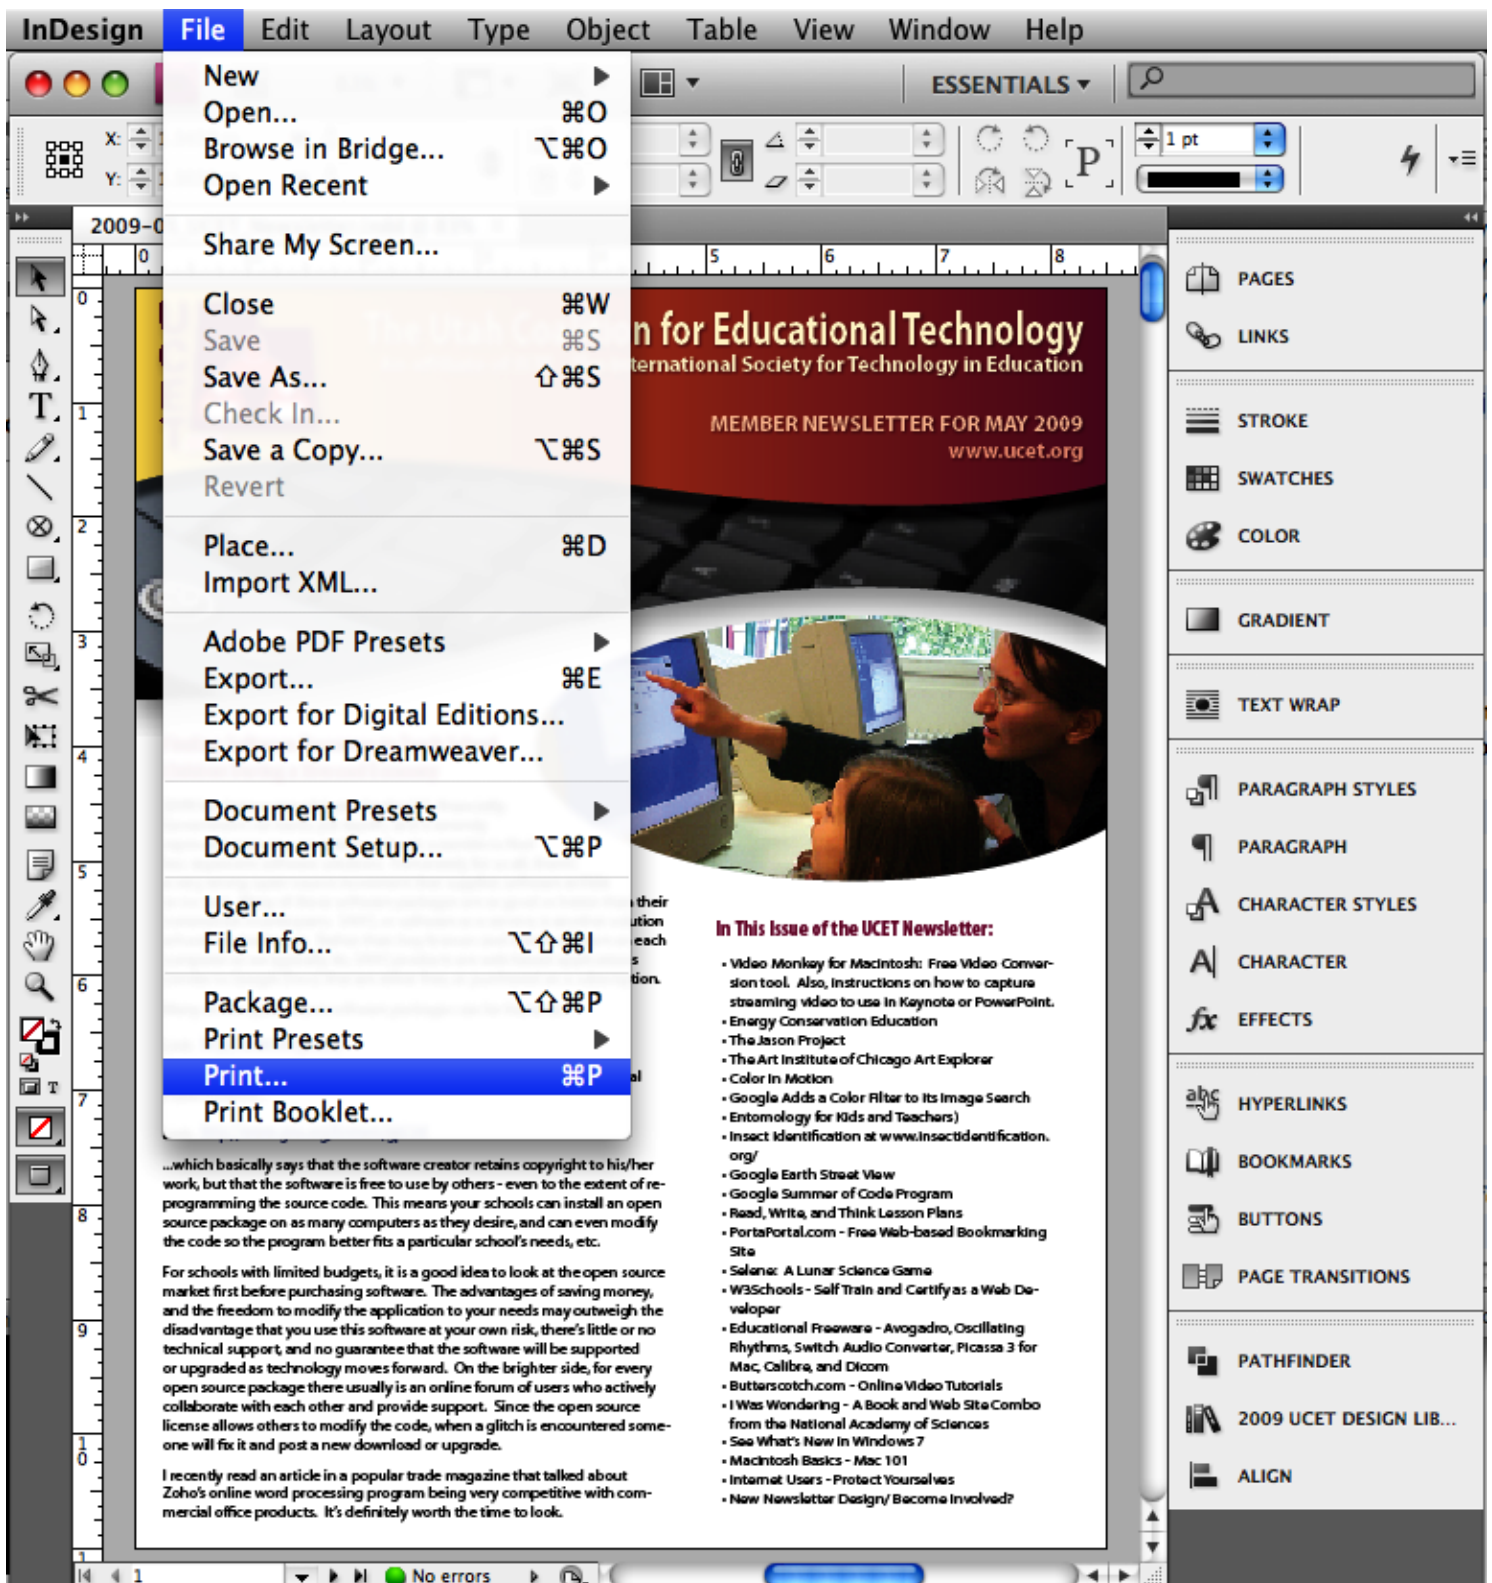 InDesign File Edit Layout Type Object Table View Window Help
ESSENTIALS
X:
Y:
P
1 pt
2009-0
New
Open... ⌘O
Browse in Bridge... ⌥⌘O
Open Recent
Share My Screen...
Close ⌘W
Save ⌘S
Save As... ⇧⌘S
Check In...
Save a Copy... ⌥⌘S
Revert
Place... ⌘D
Import XML...
Adobe PDF Presets
Export... ⌘E
Export for Digital Editions...
Export for Dreamweaver...
Document Presets
Document Setup... ⌥⌘P
User...
File Info... ⌥⇧⌘I
Package... ⌥⇧⌘P
Print Presets
Print... ⌘P
Print Booklet...
0 5 6 7 8
0
1
2
3
4
5
6
7
8
9
10
n for Educational Technology
ternational Society for Technology in Education
MEMBER NEWSLETTER FOR MAY 2009
www.ucet.org
their
ution
each
s
tion.
al
...which basically says that the software creator retains copyright to his/her
work, but that the software is free to use by others - even to the extent of re-
programming the source code. This means your schools can install an open
source package on as many computers as they desire, and can even modify
the code so the program better fits a particular school's needs, etc.
For schools with limited budgets, it is a good idea to look at the open source
market first before purchasing software. The advantages of saving money,
and the freedom to modify the application to your needs may outweigh the
disadvantage that you use this software at your own risk, there's little or no
technical support, and no guarantee that the software will be supported
or upgraded as technology moves forward. On the brighter side, for every
open source package there usually is an online forum of users who actively
collaborate with each other and provide support. Since the open source
license allows others to modify the code, when a glitch is encountered some-
one will fix it and post a new download or upgrade.
I recently read an article in a popular trade magazine that talked about
Zoho's online word processing program being very competitive with com-
mercial office products. It's definitely worth the time to look.
In This Issue of the UCET Newsletter:
• Video Monkey for Macintosh: Free Video Conver-
sion tool. Also, instructions on how to capture
streaming video to use in Keynote or PowerPoint.
• Energy Conservation Education
• The Jason Project
• The Art Institute of Chicago Art Explorer
• Color in Motion
• Google Adds a Color Filter to Its Image Search
• Entomology for Kids and Teachers)
• Insect Identification at www.insectidentification.
org/
• Google Earth Street View
• Google Summer of Code Program
• Read, Write, and Think Lesson Plans
• PortaPortal.com - Free Web-based Bookmarking
Site
• Selene: A Lunar Science Game
• W3Schools - Self Train and Certify as a Web De-
veloper
• Educational Freeware - Avogadro, Oscillating
Rhythms, Switch Audio Converter, Picassa 3 for
Mac, Calibre, and Dicom
• Butterscotch.com - Online Video Tutorials
• I Was Wondering - A Book and Web Site Combo
from the National Academy of Sciences
• See What's New in Windows 7
• Macintosh Basics - Mac 101
• Internet Users - Protect Yourselves
• New Newsletter Design/ Become Involved?
PAGES
LINKS
STROKE
SWATCHES
COLOR
GRADIENT
TEXT WRAP
PARAGRAPH STYLES
PARAGRAPH
CHARACTER STYLES
CHARACTER
EFFECTS
HYPERLINKS
BOOKMARKS
BUTTONS
PAGE TRANSITIONS
PATHFINDER
2009 UCET DESIGN LIB...
ALIGN
1
No errors